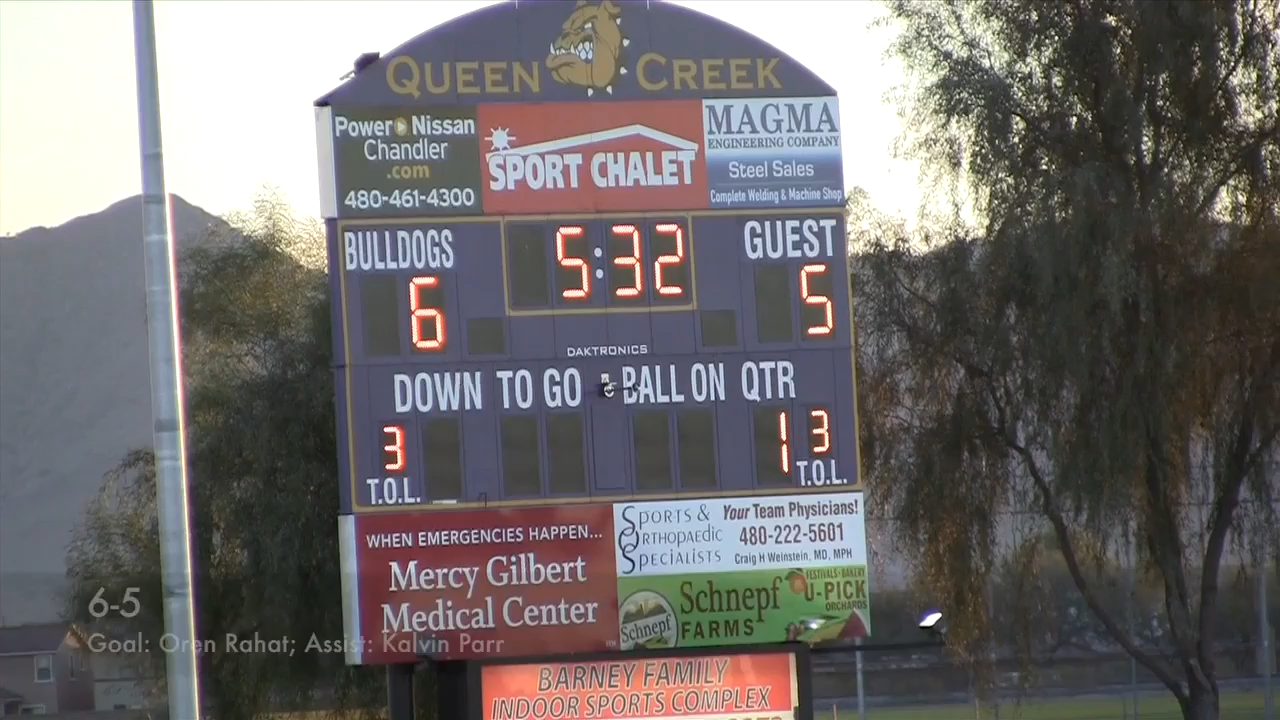 QUEEN CREEK
Power Nissan
Chandler
.com
480-461-4300
SPORT CHALET
MAGMA
ENGINEERING COMPANY
Steel Sales
Complete Welding & Machine Shop
BULLDOGS
5:32
GUEST
6
5
DAKTRONICS
DOWN TO GO BALL ON QTR
3
1
3
T.O.L.
T.O.L.
WHEN EMERGENCIES HAPPEN...
Mercy Gilbert
Medical Center
SPORTS &
ORTHOPAEDIC
SPECIALISTS
Your Team Physicians!
480-222-5601
Craig H Weinstein, MD, MPH
Schnepf
Schnepf
FARMS
FESTIVALS · BAKERY
U-PICK
ORCHARDS
BARNEY FAMILY
INDOOR SPORTS COMPLEX
6-5
Goal: Oren Rahat; Assist: Kalvin Parr